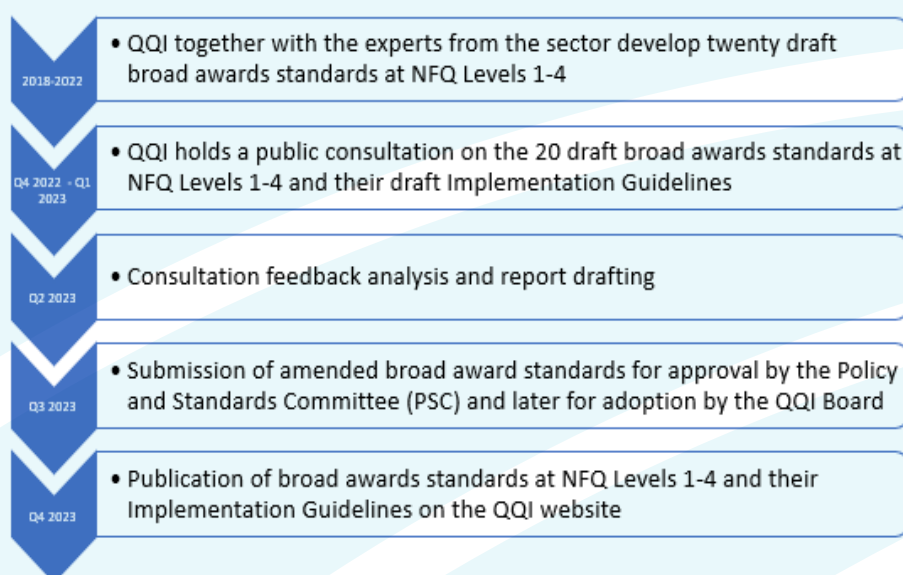 2018-2022
• QQI together with the experts from the sector develop twenty draft
broad awards standards at NFQ Levels 1-4
Q4 2022 - Q1
2023
• QQI holds a public consultation on the 20 draft broad awards standards at
NFQ Levels 1-4 and their draft Implementation Guidelines
Q2 2023
• Consultation feedback analysis and report drafting
Q3 2023
• Submission of amended broad award standards for approval by the Policy
and Standards Committee (PSC) and later for adoption by the QQI Board
Q4 2023
• Publication of broad awards standards at NFQ Levels 1-4 and their
Implementation Guidelines on the QQI website